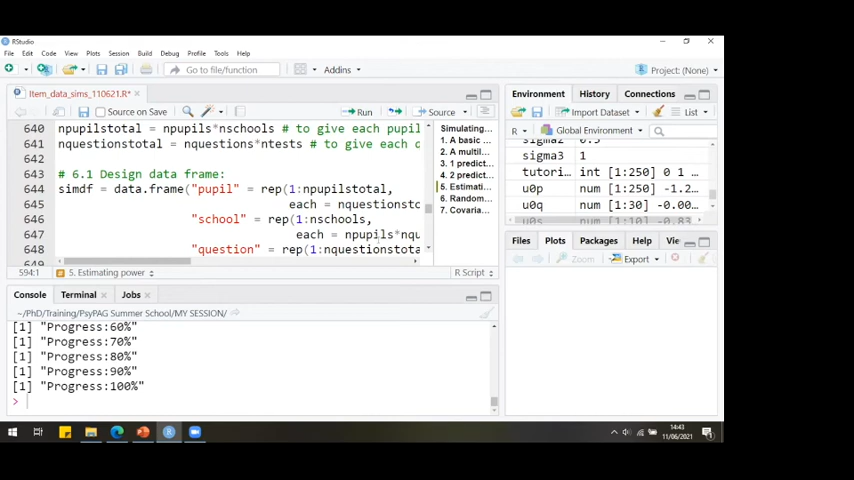 RStudio
File Edit Code View Plots Session Build Debug Profile Tools Help
Go to file/function
Addins
Project: (None)
Item_data_sims_110621.R*
Source on Save
Run
Source
640 npupilstotal = npupils*nschools # to give each pupil
641 nquestionstotal = nquestions*ntests # to give each
642
643 # 6.1 Design data frame:
644 simdf = data.frame("pupil" = rep(1:npupilstotal,
645 each = nquestionsto
646 "school" = rep(1:nschools,
647 each = npupils*nqu
648 "question" = rep(1:nquestionstota
649
594:1
5. Estimating power
R Script
Simulating...
1. A basic ...
2. A multil...
3. 1 predict...
4. 2 predict...
5. Estimati...
6. Random...
7. Covaria...
Console Terminal Jobs
~/PhD/Training/PsyPAG Summer School/MY SESSION/
[1] "Progress:60%"
[1] "Progress:70%"
[1] "Progress:80%"
[1] "Progress:90%"
[1] "Progress:100%"
>
Environment History Connections
Import Dataset
List
R
Global Environment
sigma2 0.5
sigma3 1
tutori... int [1:250] 0 1
u0p num [1:250] -1.2
u0q num [1:30] -0.00
u0s num [1:10] -0.83
Files Plots Packages Help Vie
Zoom
Export
14:43
11/06/2021